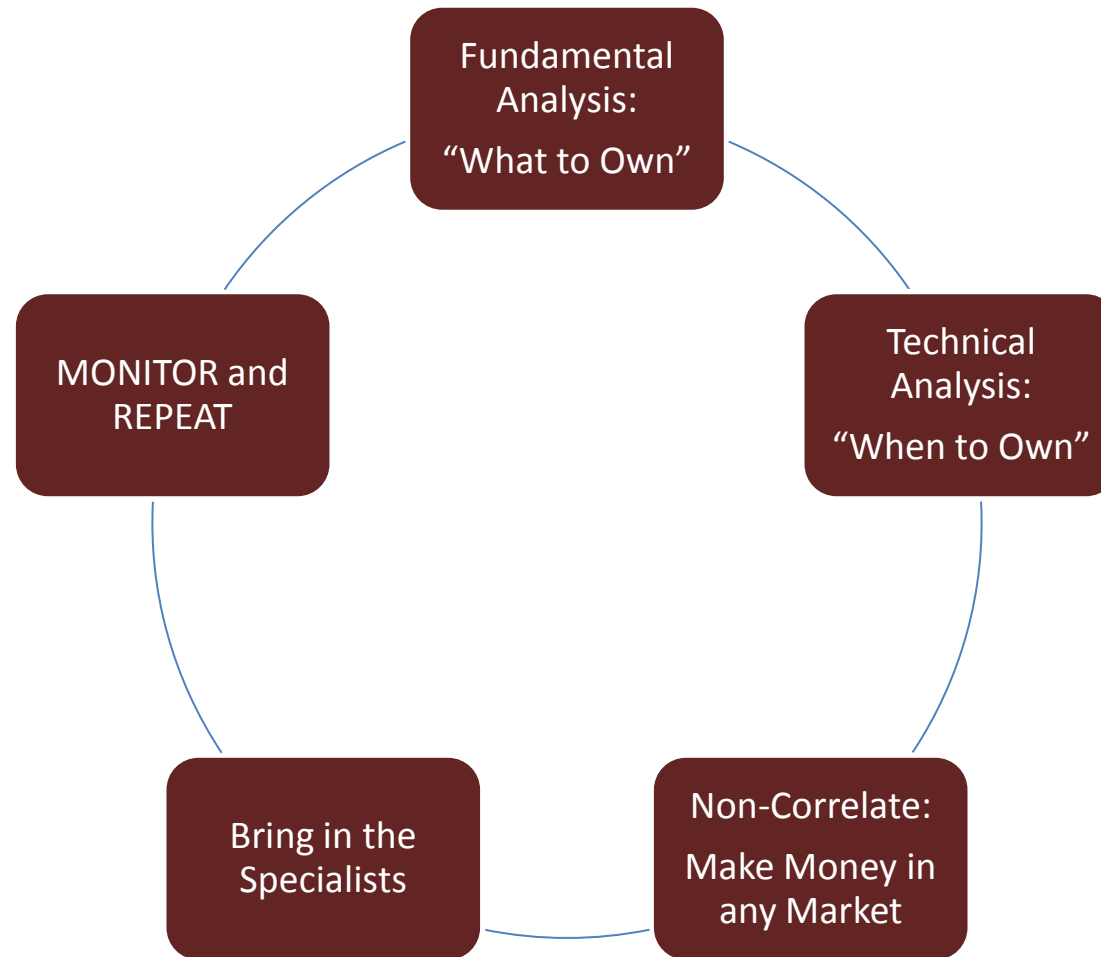 Fundamental
Analysis:
“What to Own”
Technical
Analysis:
“When to Own”
Non-Correlate:
Make Money in
any Market
Bring in the
Specialists
MONITOR and
REPEAT